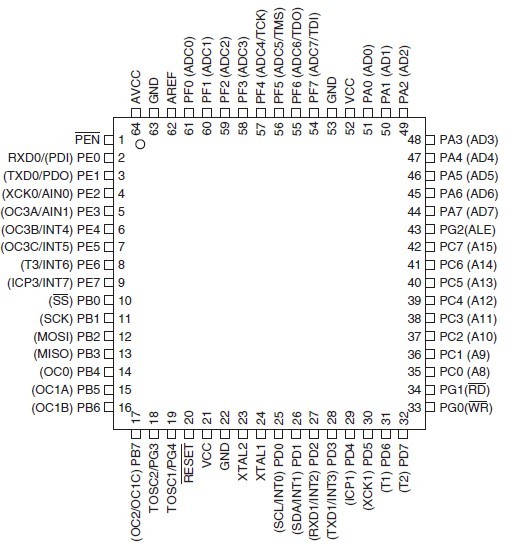 AVCC
GND
AREF
PF0 (ADC0)
PF1 (ADC1)
PF2 (ADC2)
PF3 (ADC3)
PF4 (ADC4/TCK)
PF5 (ADC5/TMS)
PF6 (ADC6/TDO)
PF7 (ADC7/TDI)
GND
VCC
PA0 (AD0)
PA1 (AD1)
PA2 (AD2)
64
63
62
61
60
59
58
57
56
55
54
53
52
51
50
49
PEN 1
RXD0/(PDI) PE0 2
(TXD0/PDO) PE1 3
(XCK0/AIN0) PE2 4
(OC3A/AIN1) PE3 5
(OC3B/INT4) PE4 6
(OC3C/INT5) PE5 7
(T3/INT6) PE6 8
(ICP3/INT7) PE7 9
(SS) PB0 10
(SCK) PB1 11
(MOSI) PB2 12
(MISO) PB3 13
(OC0) PB4 14
(OC1A) PB5 15
(OC1B) PB6 16
48 PA3 (AD3)
47 PA4 (AD4)
46 PA5 (AD5)
45 PA6 (AD6)
44 PA7 (AD7)
43 PG2(ALE)
42 PC7 (A15)
41 PC6 (A14)
40 PC5 (A13)
39 PC4 (A12)
38 PC3 (A11)
37 PC2 (A10)
36 PC1 (A9)
35 PC0 (A8)
34 PG1(RD)
33 PG0(WR)
17
18
19
20
21
22
23
24
25
26
27
28
29
30
31
32
(OC2/OC1C) PB7
TOSC2/PG3
TOSC1/PG4
RESET
VCC
GND
XTAL2
XTAL1
(SCL/INT0) PD0
(SDA/INT1) PD1
(RXD1/INT2) PD2
(TXD1/INT3) PD3
(ICP1) PD4
(XCK1) PD5
(T1) PD6
(T2) PD7